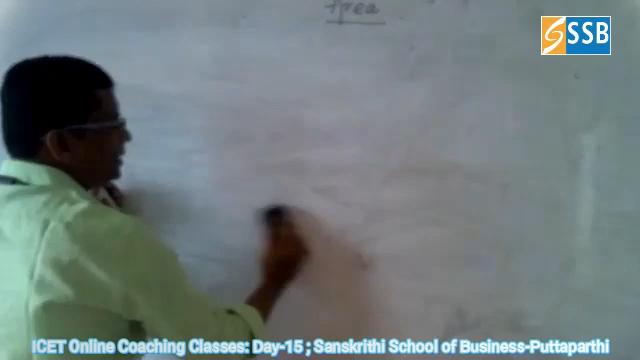 Area
SSB
ICET Online Coaching Classes: Day-15 ; Sanskrithi School of Business-Puttaparthi